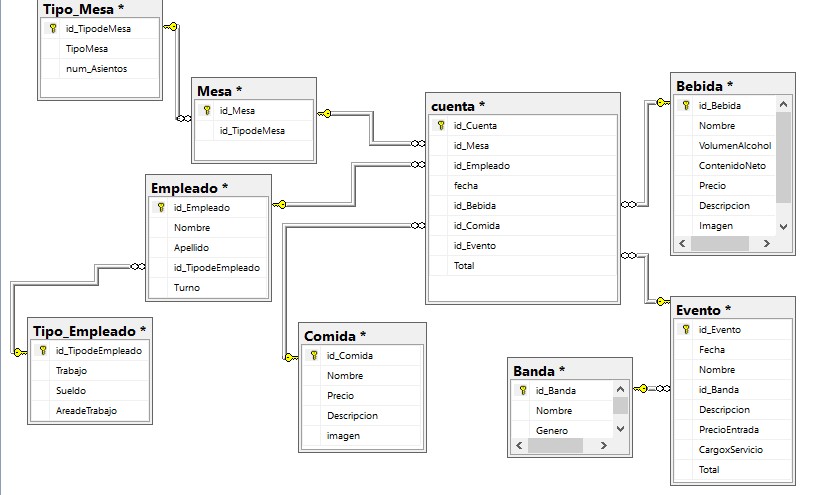 Tipo_Mesa *
id_TipodeMesa
TipoMesa
num_Asientos
Mesa *
id_Mesa
id_TipodeMesa
cuenta *
id_Cuenta
id_Mesa
id_Empleado
fecha
id_Bebida
id_Comida
id_Evento
Total
Bebida *
id_Bebida
Nombre
VolumenAlcohol
ContenidoNeto
Precio
Descripcion
Imagen
Empleado *
id_Empleado
Nombre
Apellido
id_TipodeEmpleado
Turno
Tipo_Empleado *
id_TipodeEmpleado
Trabajo
Sueldo
AreadeTrabajo
Comida *
id_Comida
Nombre
Precio
Descripcion
imagen
Banda *
id_Banda
Nombre
Genero
Evento *
id_Evento
Fecha
Nombre
id_Banda
Descripcion
PrecioEntrada
CargoxServicio
Total